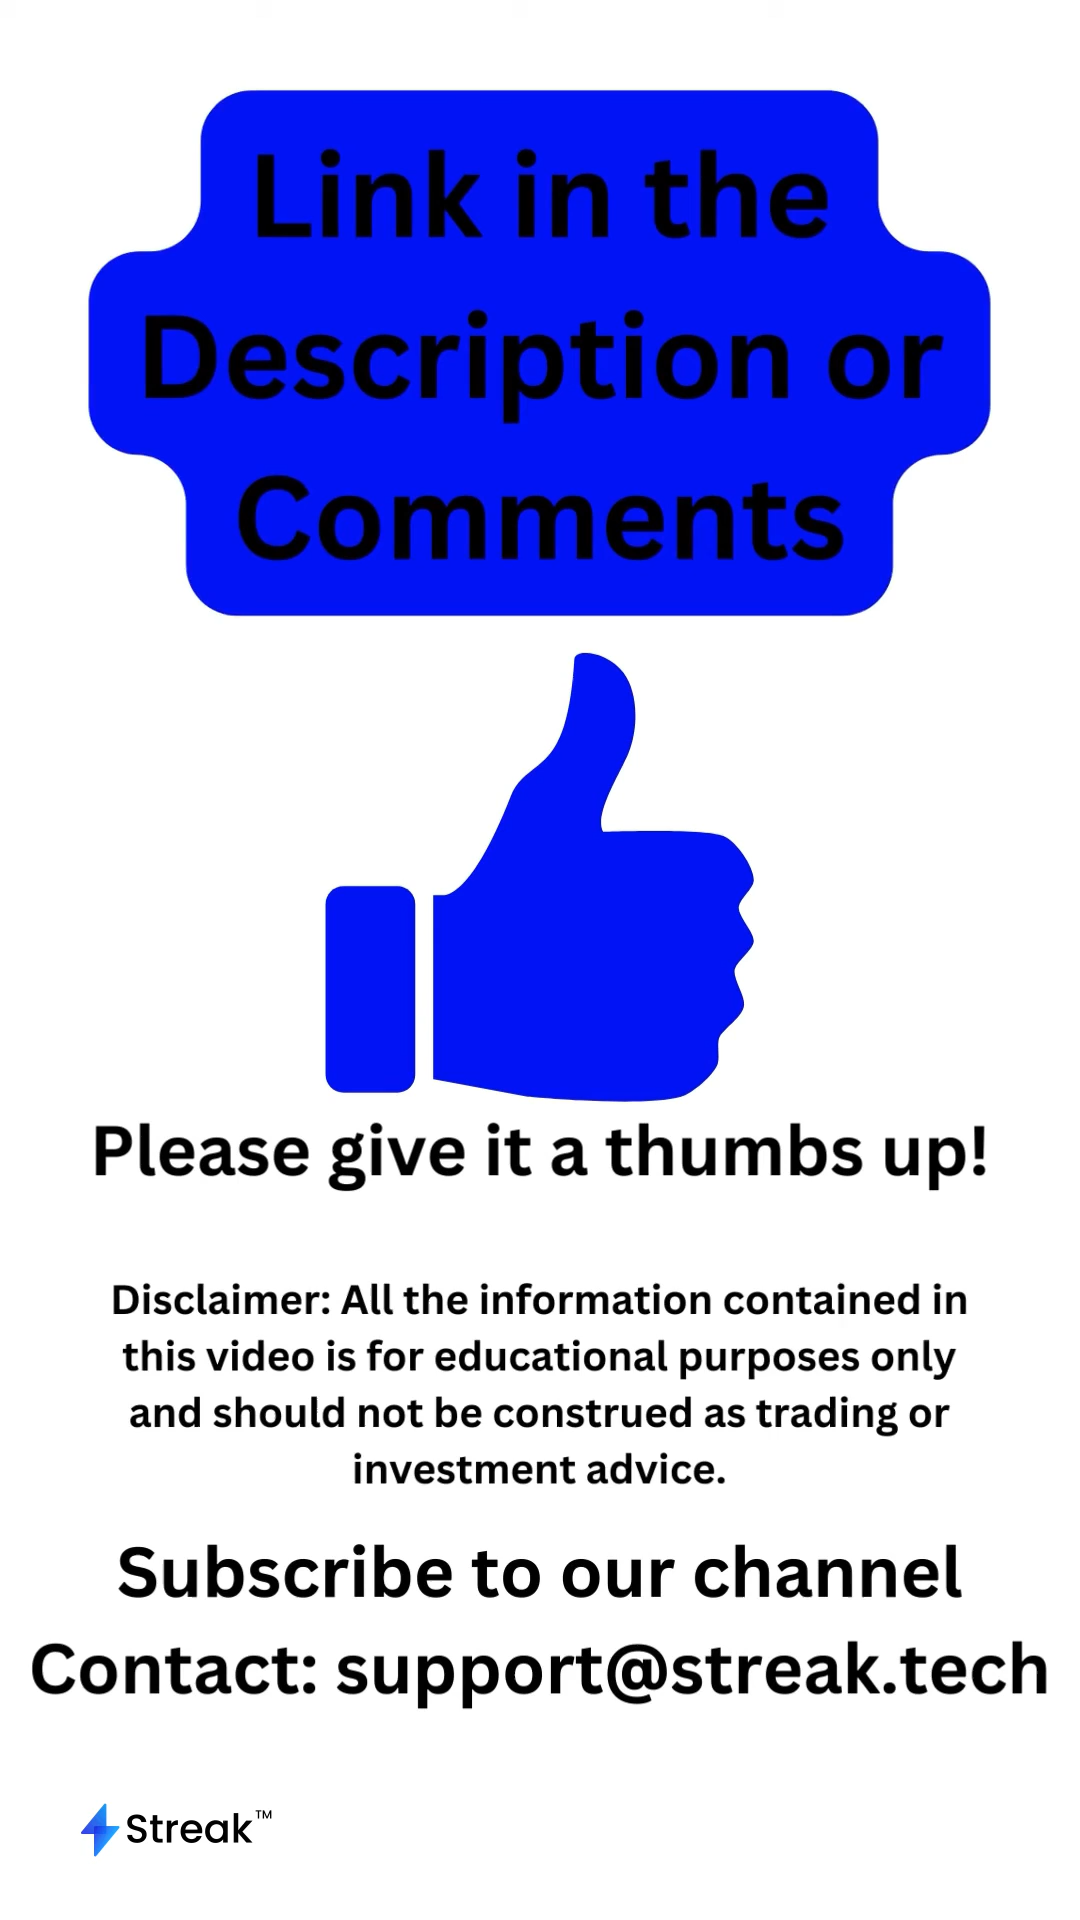 Link in the
Description or
Comments
Please give it a thumbs up!
Disclaimer: All the information contained in
this video is for educational purposes only
and should not be construed as trading or
investment advice.
Subscribe to our channel
Contact: support@streak.tech
Streak™